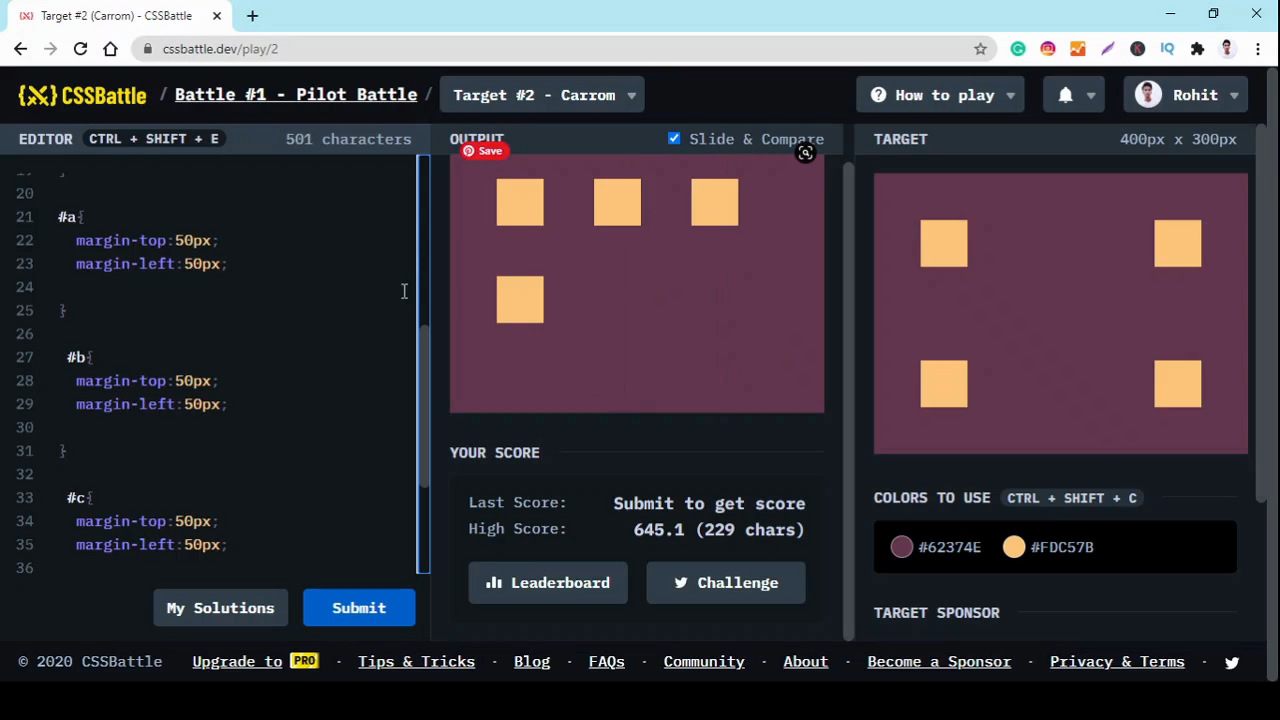 Target #2 (Carrom) - CSSBattle
cssbattle.dev/play/2
CSSBATTLE / Battle #1 - Pilot Battle / Target #2 - Carrom
How to play
Rohit
EDITOR CTRL + SHIFT + E 501 characters
OUTPUT Slide & Compare
TARGET 400px x 300px
Save
19 }
20
21 #a{
22 margin-top:50px;
23 margin-left:50px;
24
25 }
26
27 #b{
28 margin-top:50px;
29 margin-left:50px;
30
31 }
32
33 #c{
34 margin-top:50px;
35 margin-left:50px;
36
My Solutions
Submit
YOUR SCORE
Last Score: Submit to get score
High Score: 645.1 (229 chars)
Leaderboard
Challenge
COLORS TO USE CTRL + SHIFT + C
#62374E #FDC57B
TARGET SPONSOR
© 2020 CSSBattle Upgrade to PRO · Tips & Tricks · Blog · FAQs · Community · About · Become a Sponsor · Privacy & Terms ·